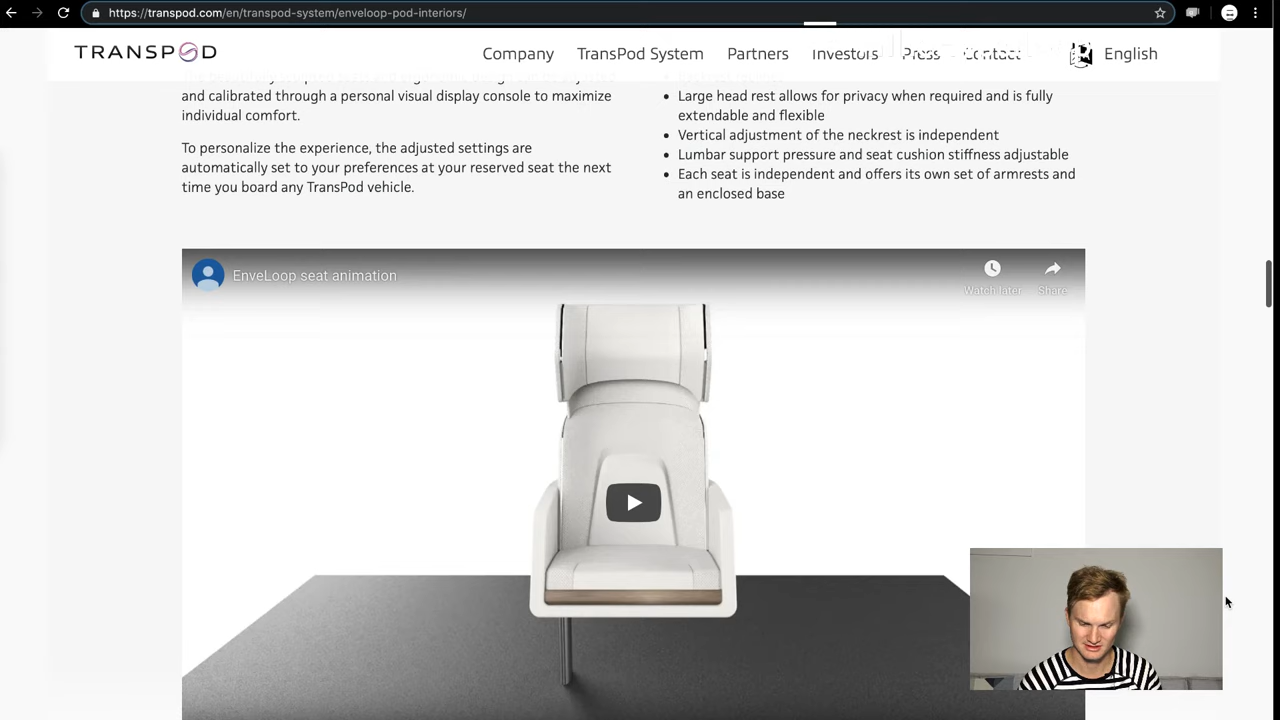 https://transpod.com/en/transpod-system/enveloop-pod-interiors/
TRANSPOD
Company
TransPod System
Partners
Investors
Press
Contact
English
and calibrated through a personal visual display console to maximize
individual comfort.
To personalize the experience, the adjusted settings are
automatically set to your preferences at your reserved seat the next
time you board any TransPod vehicle.
Large head rest allows for privacy when required and is fully
extendable and flexible
Vertical adjustment of the neckrest is independent
Lumbar support pressure and seat cushion stiffness adjustable
Each seat is independent and offers its own set of armrests and
an enclosed base
EnveLoop seat animation
Watch later
Share